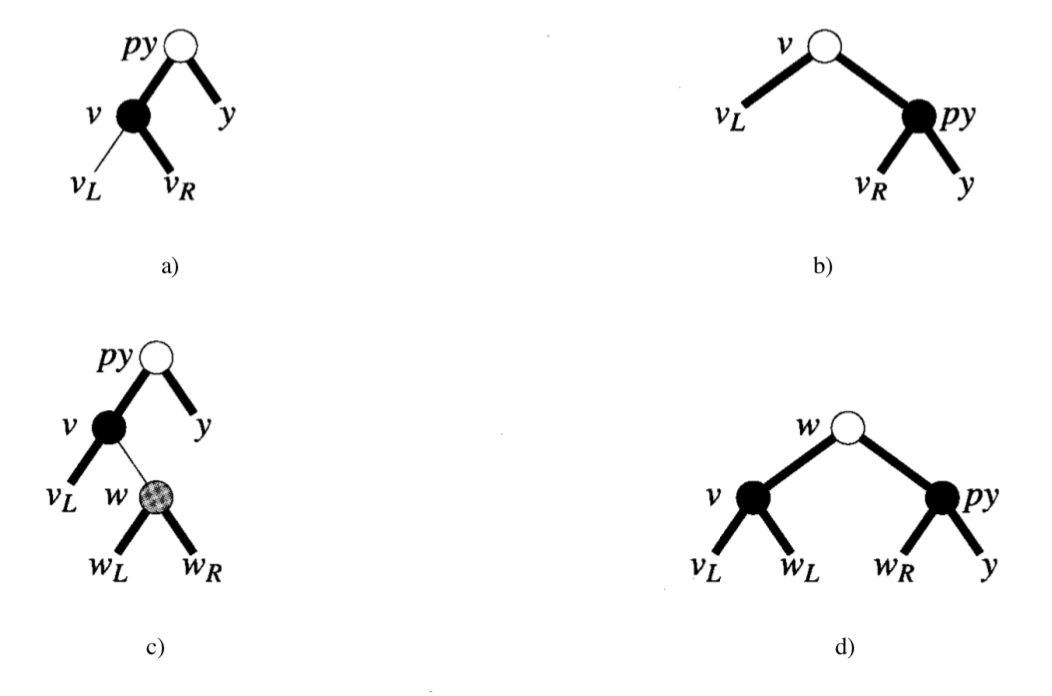 py v
v y v_L py
v_L v_R v_R y
a) b)
py
v y w
v_L w v py
w_L w_R v_L w_L w_R y
c) d)